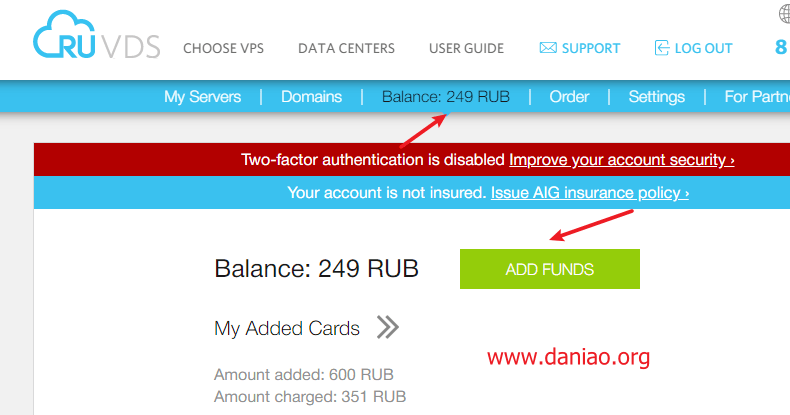 RUVDS
CHOOSE VPS DATA CENTERS USER GUIDE SUPPORT LOG OUT 8
My Servers | Domains | Balance: 249 RUB | Order | Settings | For Partn
Two-factor authentication is disabled Improve your account security ›
Your account is not insured. Issue AIG insurance policy ›
Balance: 249 RUB ADD FUNDS
My Added Cards
www.daniao.org
Amount added: 600 RUB
Amount charged: 351 RUB